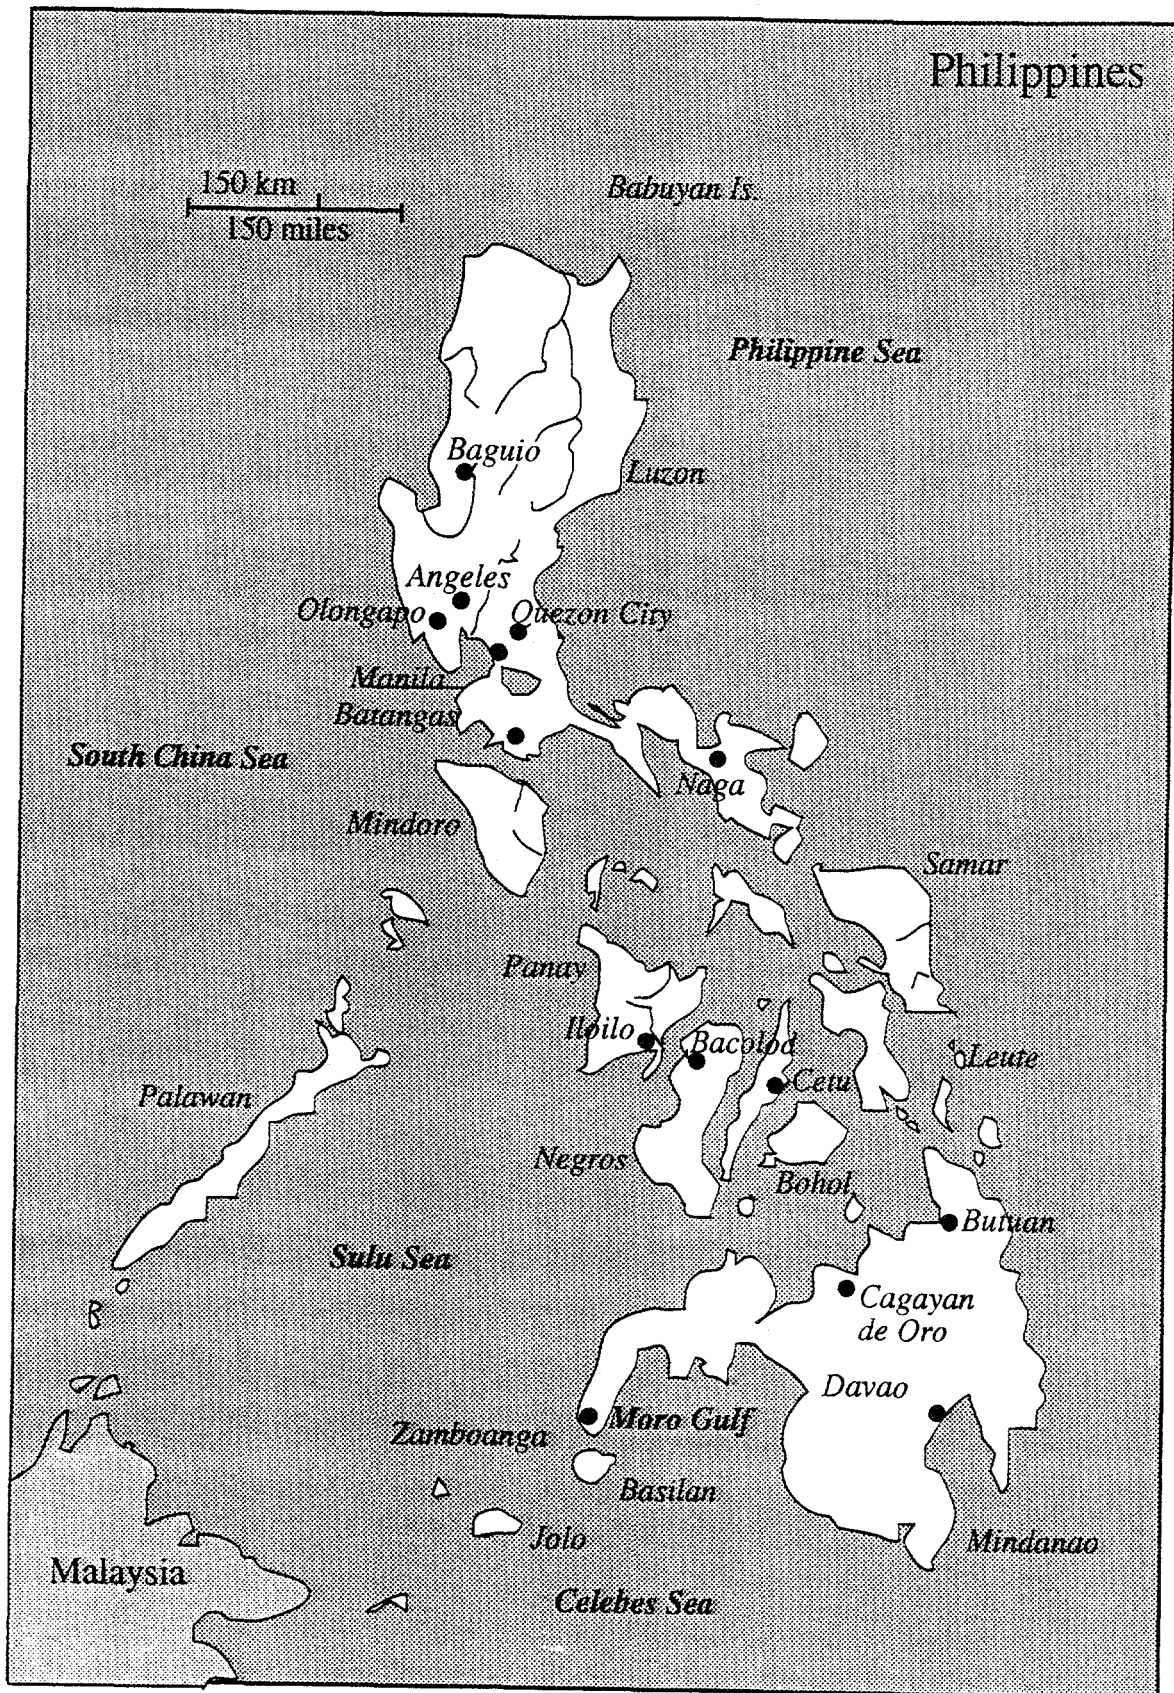 Philippines
150 km
150 miles
Babuyan Is.
Philippine Sea
Baguio
Luzon
Angeles
Olongapo
Quezon City
Manila
Batangas
South China Sea
Naga
Mindoro
Samar
Panay
Iloilo
Bacolod
Leute
Cetu
Palawan
Negros
Bohol
Butuan
Sulu Sea
Cagayan
de Oro
Davao
Moro Gulf
Zamboanga
Basilan
Jolo
Mindanao
Malaysia
Celebes Sea